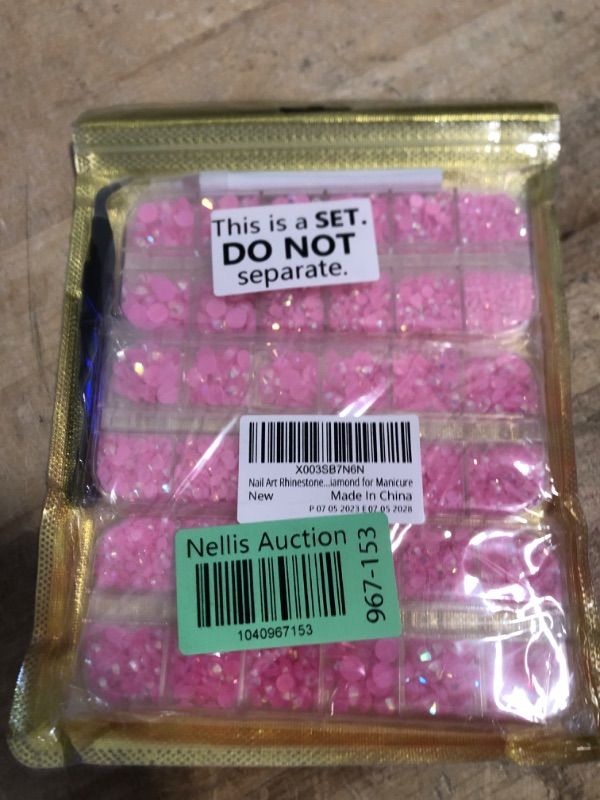 This is a SET.
DO NOT
separate.
X003SB7N6N
Nail Art Rhinestone...iamond for Manicure
New Made In China
P 07 05 2023 E 07 05 2028
Nellis Auction
1040967153
967-153